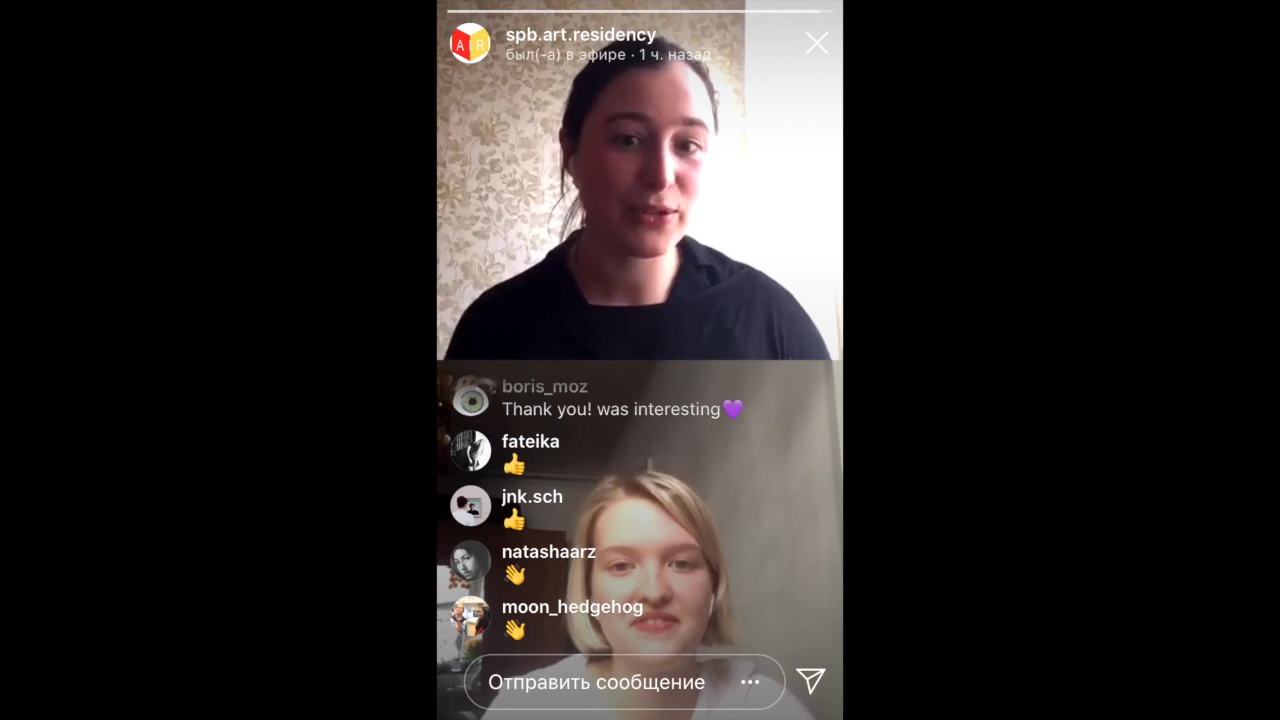 AIR
spb.art.residency
был(-а) в эфире · 1 ч. назад
boris_moz
Thank you! was interesting💜
fateika
👍
jnk.sch
👍
natashaarz
👋
moon_hedgehog
👋
Отправить сообщение